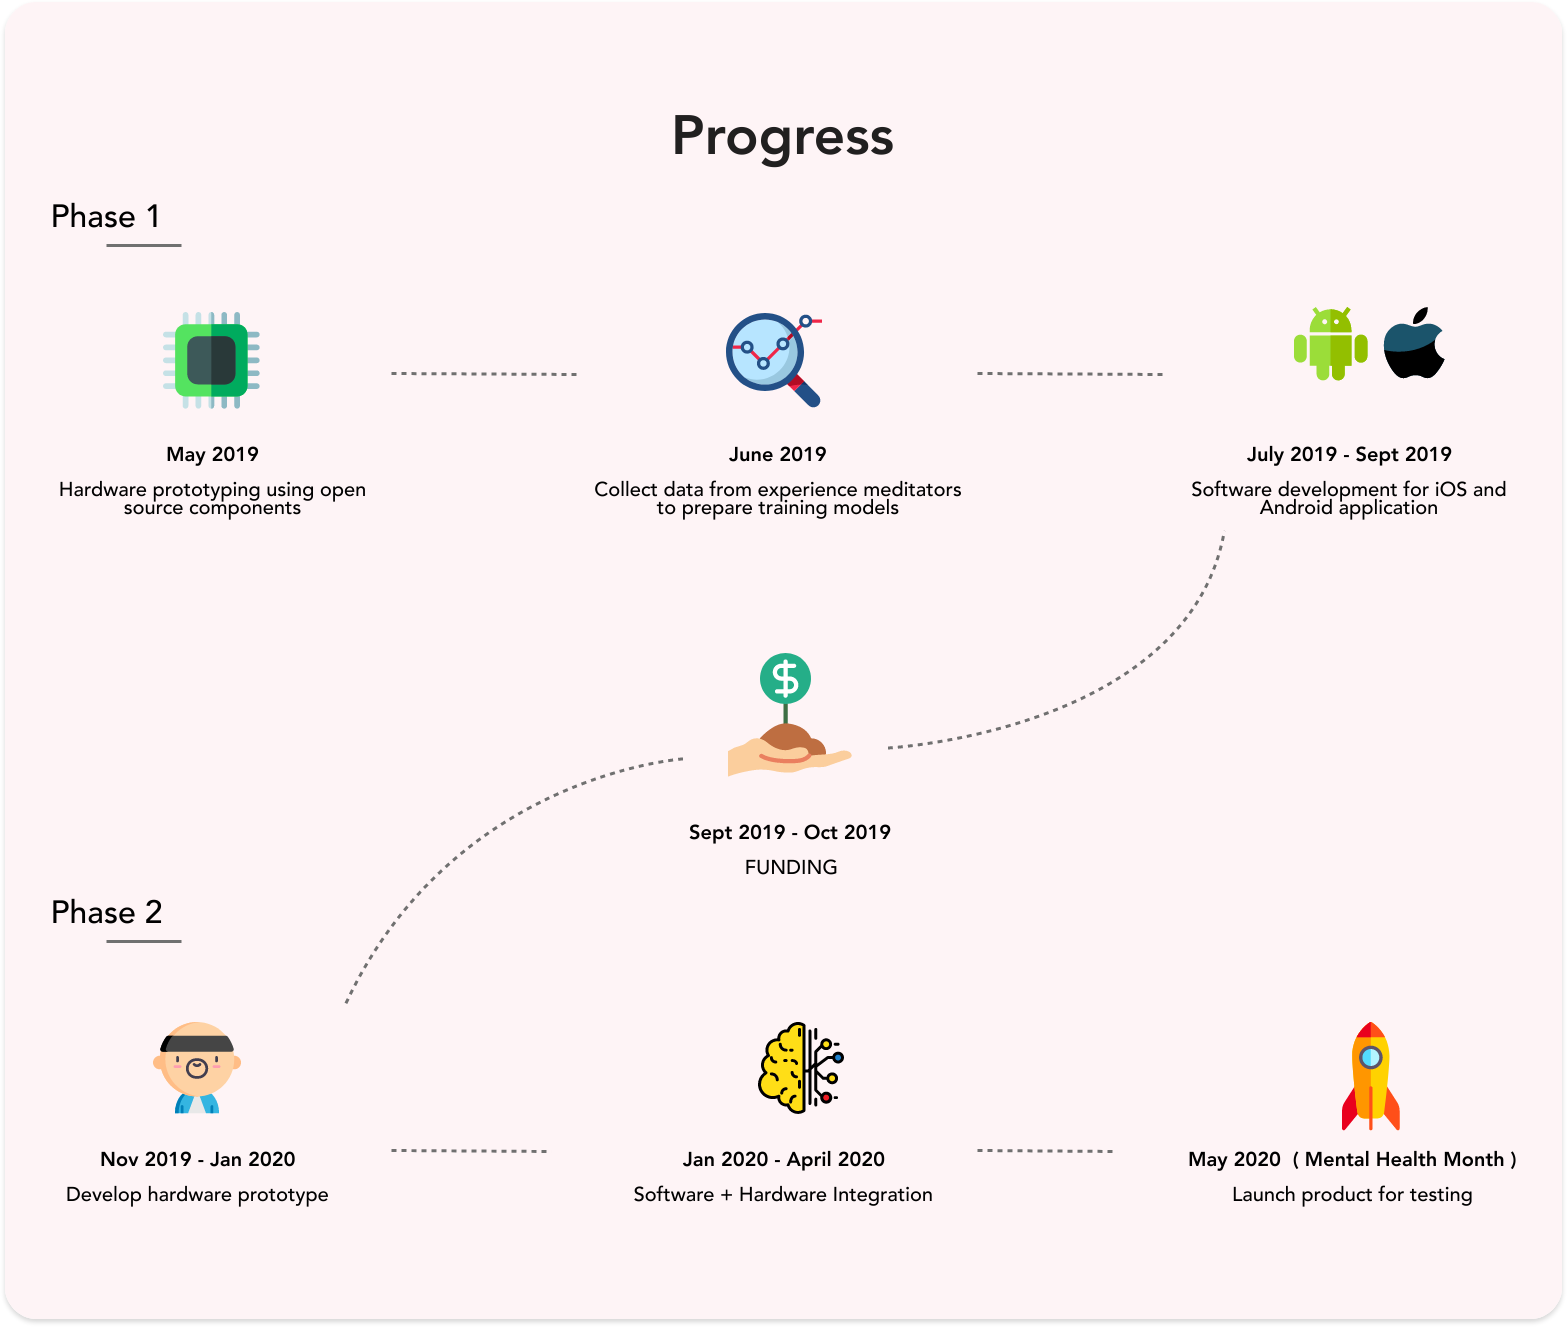 Progress
Phase 1
May 2019
Hardware prototyping using open
source components
June 2019
Collect data from experience meditators
to prepare training models
July 2019 - Sept 2019
Software development for iOS and
Android application
$
Sept 2019 - Oct 2019
FUNDING
Phase 2
Nov 2019 - Jan 2020
Develop hardware prototype
Jan 2020 - April 2020
Software + Hardware Integration
May 2020 ( Mental Health Month )
Launch product for testing